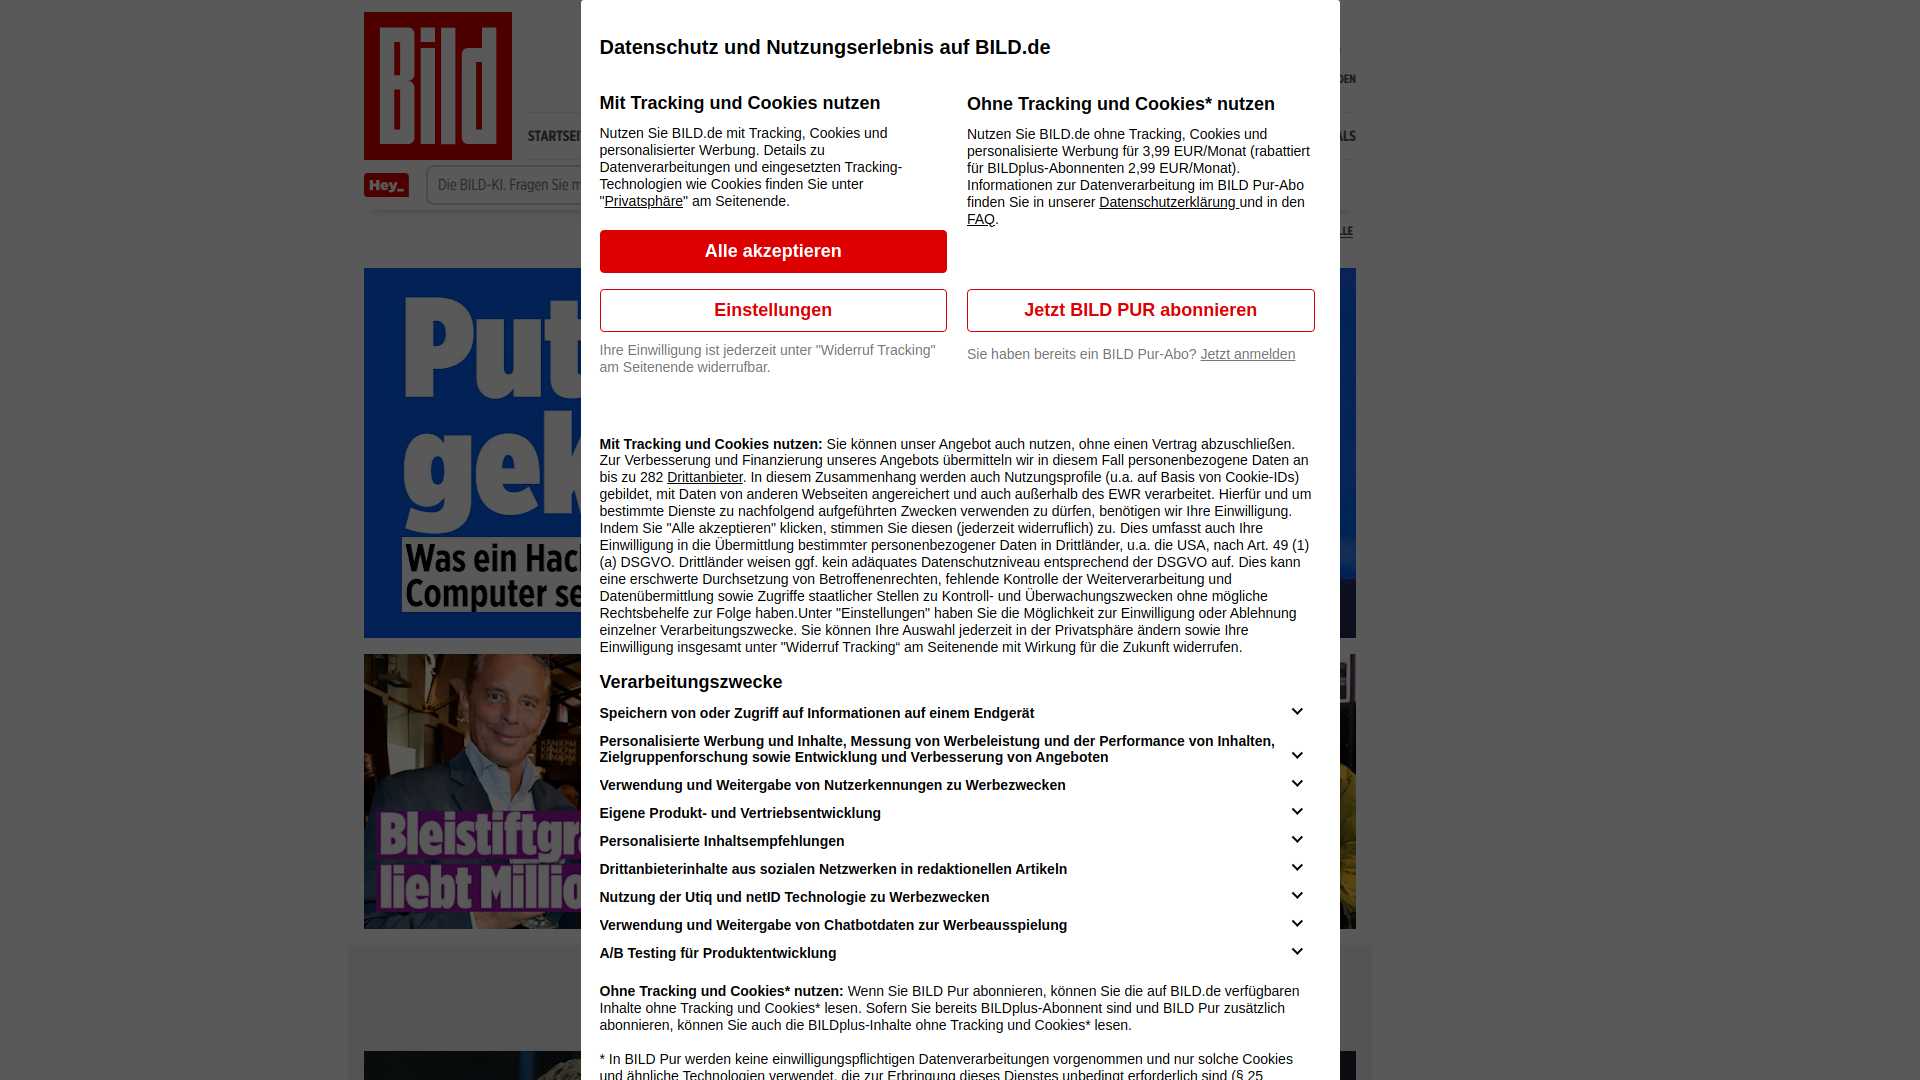 Bild
Datenschutz und Nutzungserlebnis auf BILD.de
Mit Tracking und Cookies nutzen
Nutzen Sie BILD.de mit Tracking, Cookies und
personalisierter Werbung. Details zu
Datenverarbeitungen und eingesetzten Tracking-
Technologien wie Cookies finden Sie unter
"Privatsphäre" am Seitenende.
Alle akzeptieren
Einstellungen
Ihre Einwilligung ist jederzeit unter "Widerruf Tracking"
am Seitenende widerrufbar.
Ohne Tracking und Cookies* nutzen
Nutzen Sie BILD.de ohne Tracking, Cookies und
personalisierte Werbung für 3,99 EUR/Monat (rabattiert
für BILDplus-Abonnenten 2,99 EUR/Monat).
Informationen zur Datenverarbeitung im BILD Pur-Abo
finden Sie in unserer Datenschutzerklärung und in den
FAQ.
Jetzt BILD PUR abonnieren
Sie haben bereits ein BILD Pur-Abo? Jetzt anmelden
Hey_
Die BILD-KI. Fragen Sie
Was ein
Computer
Mit Tracking und Cookies nutzen: Sie können unser Angebot auch nutzen, ohne einen Vertrag abzuschließen.
Zur Verbesserung und Finanzierung unseres Angebots übermitteln wir in diesem Fall personenbezogene Daten an
bis zu 282 Drittanbieter. In diesem Zusammenhang werden auch Nutzungsprofile (u.a. auf Basis von Cookie-IDs)
gebildet, mit Daten von anderen Webseiten angereichert und auch außerhalb des EWR verarbeitet. Hierfür und um
bestimmte Dienste zu nachfolgend aufgeführten Zwecken verwenden zu dürfen, benötigen wir Ihre Einwilligung.
Indem Sie "Alle akzeptieren" klicken, stimmen Sie diesen (jederzeit widerruflich) zu. Dies umfasst auch Ihre
Einwilligung in die Übermittlung bestimmter personenbezogener Daten in Drittländer, u.a. die USA, nach Art. 49 (1)
(a) DSGVO. Drittländer weisen ggf. kein adäquates Datenschutzniveau entsprechend der DSGVO auf. Dies kann
eine erschwerte Durchsetzung von Betroffenenrechten, fehlende Kontrolle der Weiterverarbeitung und
Datenübermittlung sowie Zugriffe staatlicher Stellen zu Kontroll- und Überwachungszwecken ohne mögliche
Rechtsbehelfe zur Folge haben.Unter "Einstellungen" haben Sie die Möglichkeit zur Einwilligung oder Ablehnung
einzelner Verarbeitungszwecke. Sie können Ihre Auswahl jederzeit in der Privatsphäre ändern sowie Ihre
Einwilligung insgesamt unter "Widerruf Tracking“ am Seitenende mit Wirkung für die Zukunft widerrufen.
Verarbeitungszwecke
Speichern von oder Zugriff auf Informationen auf einem Endgerät
Personalisierte Werbung und Inhalte, Messung von Werbeleistung und der Performance von Inhalten,
Zielgruppenforschung sowie Entwicklung und Verbesserung von Angeboten
Verwendung und Weitergabe von Nutzerkennungen zu Werbezwecken
Eigene Produkt- und Vertriebsentwicklung
Personalisierte Inhaltsempfehlungen
Drittanbieterinhalte aus sozialen Netzwerken in redaktionellen Artikeln
Nutzung der Utiq und netID Technologie zu Werbezwecken
Verwendung und Weitergabe von Chatbotdaten zur Werbeausspielung
A/B Testing für Produktentwicklung
liebt
Ohne Tracking und Cookies* nutzen: Wenn Sie BILD Pur abonnieren, können Sie die auf BILD.de verfügbaren
Inhalte ohne Tracking und Cookies* lesen. Sofern Sie bereits BILDplus-Abonnent sind und BILD Pur zusätzlich
abonnieren, können Sie auch die BILDplus-Inhalte ohne Tracking und Cookies* lesen.
* In BILD Pur werden keine einwilligungspflichtigen Datenverarbeitungen vorgenommen und nur solche Cookies
und ähnliche Technologien verwendet, die zur Erbringung dieses Dienstes unbedingt erforderlich sind (§ 25